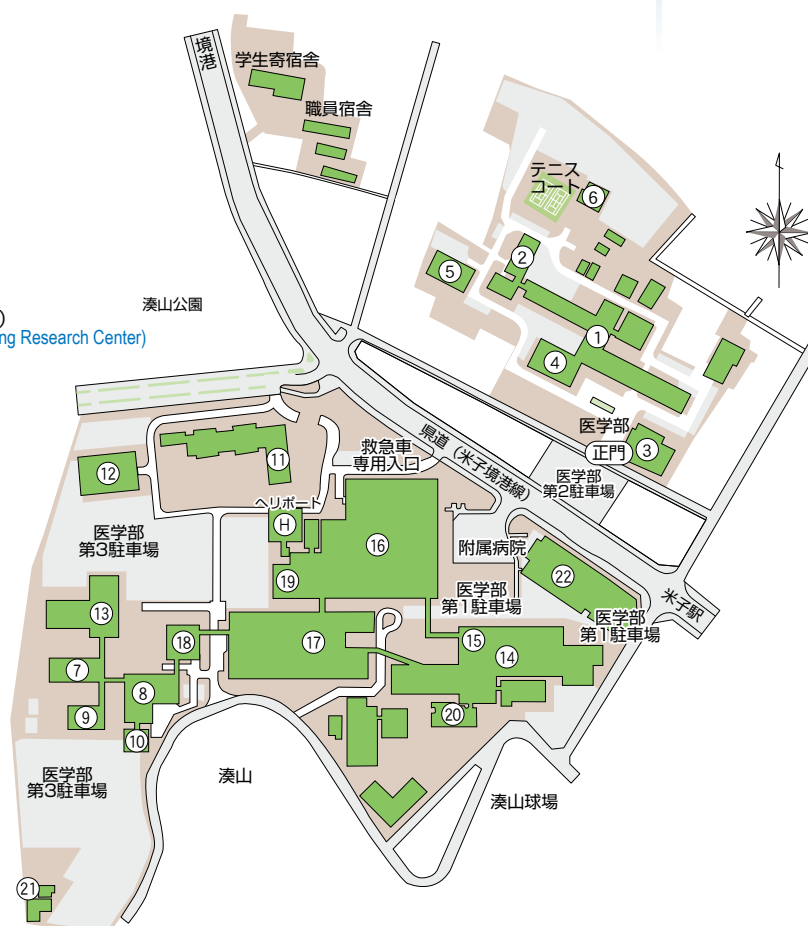 境港
学生寄宿舎
職員宿舎
テニス
コート
⑥
②
⑤
湊山公園
)
ng Research Center)
①
④
医学部
正門
③
県道（米子境港線）
救急車
専用入口
医学部
第2駐車場
⑪
⑫
ヘリポート
H
医学部
第3駐車場
⑯
附属病院
㉒
⑲
医学部
第1駐車場
米子駅
医学部
第1駐車場
⑬
⑱
⑰
⑮
⑭
⑦
⑧
⑨
⑩
⑳
湊山
医学部
第3駐車場
湊山球場
㉑